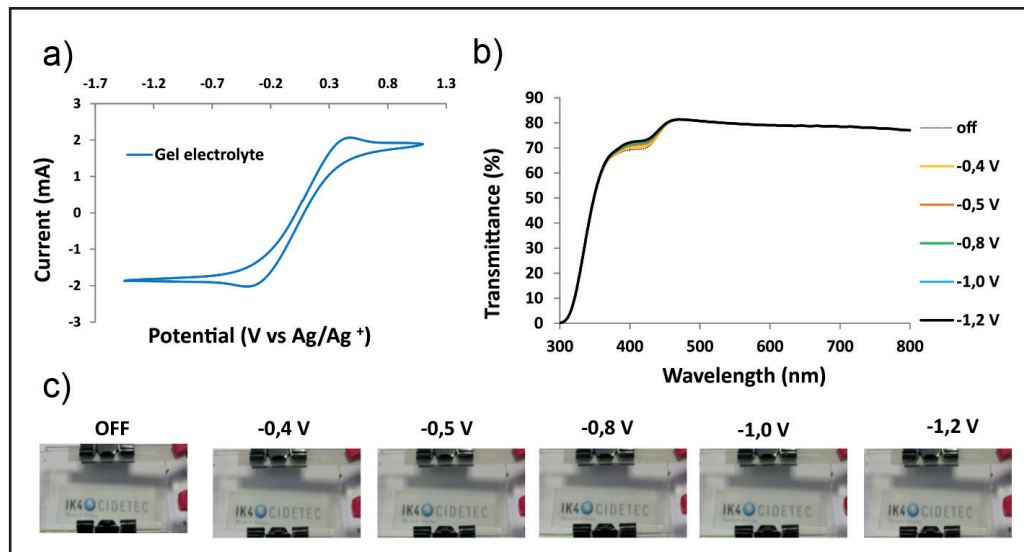 a)
-1.7 -1.2 -0.7 -0.2 0.3 0.8 1.3
3
2
1
0
-1
-2
-3
Current (mA)
Gel electrolyte
Potential (V vs Ag/Ag +)
b)
90
80
70
60
50
40
30
20
10
0
Transmittance (%)
300 400 500 600 700 800
Wavelength (nm)
off
-0,4 V
-0,5 V
-0,8 V
-1,0 V
-1,2 V
c)
OFF -0,4 V -0,5 V -0,8 V -1,0 V -1,2 V
IK4 CIDETEC IK4 CIDETEC IK4 CIDETEC IK4 CIDETEC IK4 CIDETEC IK4 CIDETEC